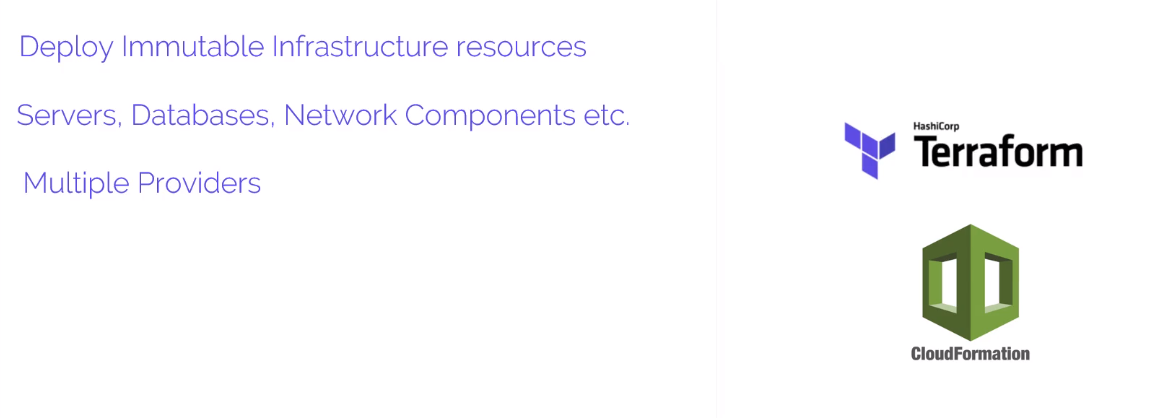 Deploy Immutable Infrastructure resources
Servers, Databases, Network Components etc.
Multiple Providers
HashiCorp
Terraform
CloudFormation